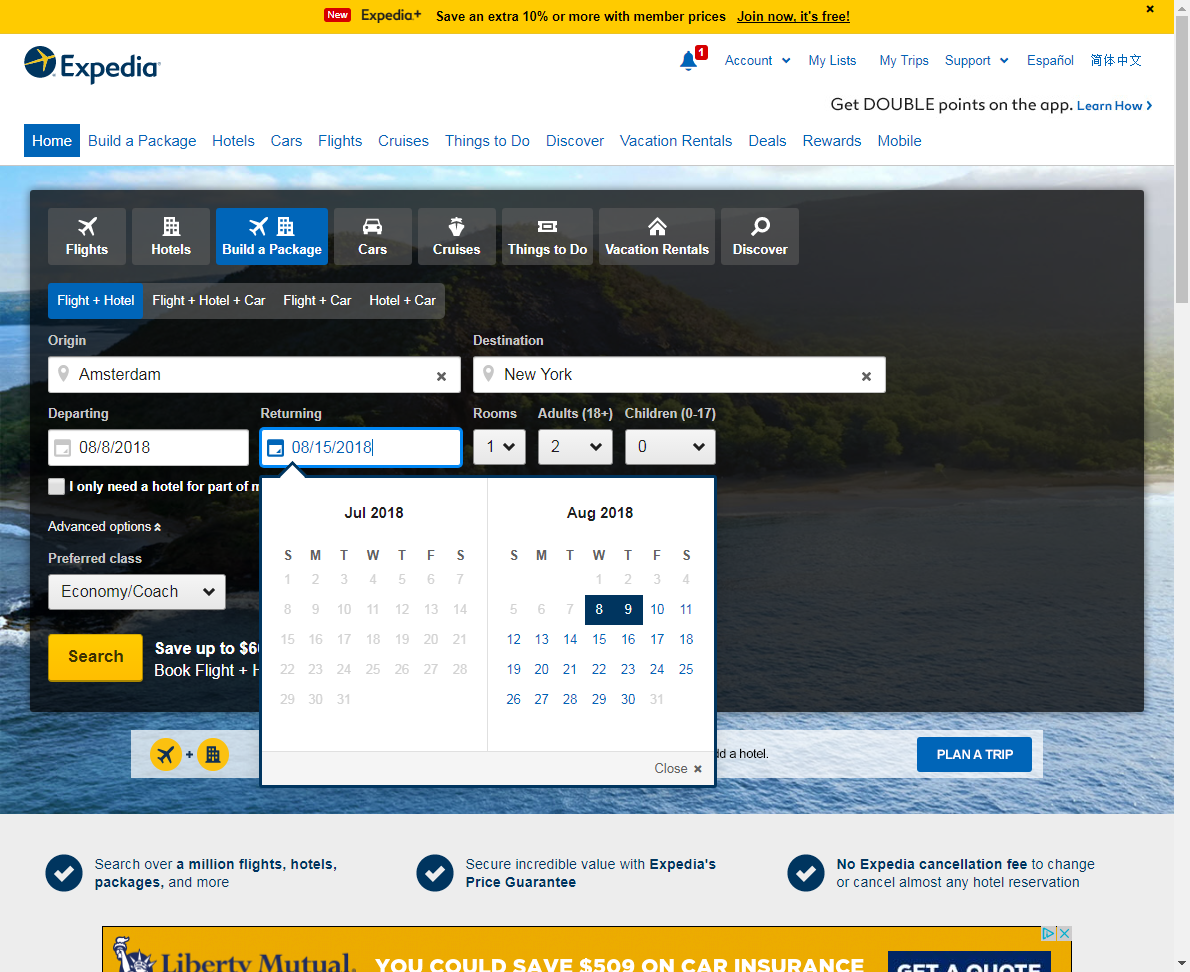 New Expedia+ Save an extra 10% or more with member prices Join now, it's free!
Expedia
1 Account My Lists My Trips Support Español 简体中文
Get DOUBLE points on the app. Learn How
Home Build a Package Hotels Cars Flights Cruises Things to Do Discover Vacation Rentals Deals Rewards Mobile
Flights Hotels Build a Package Cars Cruises Things to Do Vacation Rentals Discover
Flight + Hotel Flight + Hotel + Car Flight + Car Hotel + Car
Origin Destination
Amsterdam New York
Departing Returning Rooms Adults (18+) Children (0-17)
08/8/2018 08/15/2018 1 2 0
I only need a hotel for part of
Advanced options
Preferred class
Economy/Coach
Search
Save up to
Book Flight +
Jul 2018
S M T W T F S
1 2 3 4 5 6 7
8 9 10 11 12 13 14
15 16 17 18 19 20 21
22 23 24 25 26 27 28
29 30 31
Aug 2018
S M T W T F S
1 2 3 4
5 6 7 8 9 10 11
12 13 14 15 16 17 18
19 20 21 22 23 24 25
26 27 28 29 30 31
Close
+ a hotel. PLAN A TRIP
Search over a million flights, hotels,
packages, and more
Secure incredible value with Expedia's
Price Guarantee
No Expedia cancellation fee to change
or cancel almost any hotel reservation
Liberty Mutual. YOU COULD SAVE $509 ON CAR INSURANCE GET A QUOTE